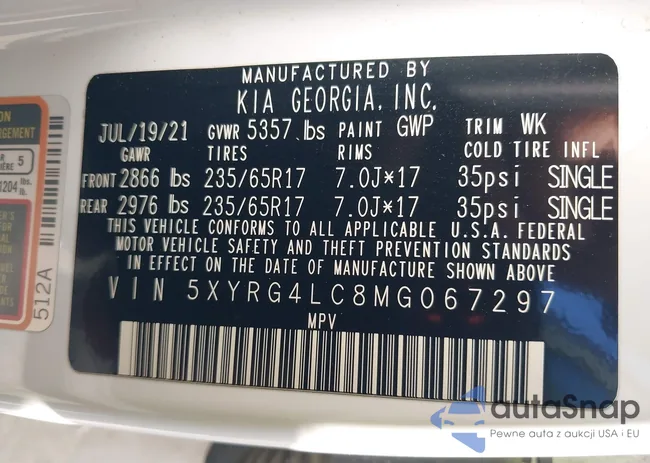 MANUFACTURED BY
KIA GEORGIA, INC.
JUL/19/21 GVWR 5357 lbs PAINT GWP TRIM WK
GAWR TIRES RIMS COLD TIRE INFL
FRONT 2866 lbs 235/65R17 7.0J*17 35psi SINGLE
REAR 2976 lbs 235/65R17 7.0J*17 35psi SINGLE
THIS VEHICLE CONFORMS TO ALL APPLICABLE U.S.A. FEDERAL
MOTOR VEHICLE SAFETY AND THEFT PREVENTION STANDARDS
IN EFFECT ON THE DATE OF MANUFACTURE SHOWN ABOVE
VIN 5XYRG4LC8MG067297
MPV
5
lbs.
512A
autaSnap
Pewne auta z aukcji USA i EU